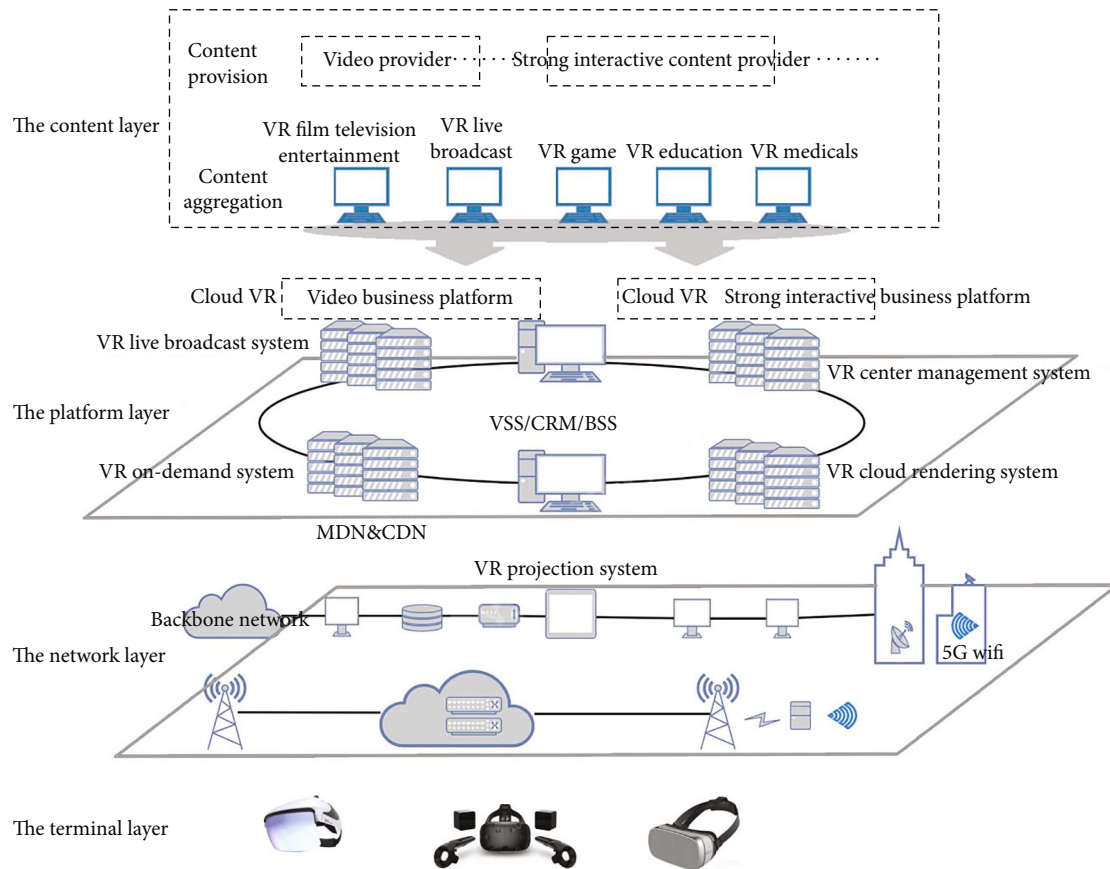 Content
provision
Video provider
Strong interactive content provider
The content layer
VR film television
entertainment
VR live
broadcast
VR game
VR education
VR medicals
Content
aggregation
Cloud VR
Video business platform
Cloud VR
Strong interactive business platform
VR live broadcast system
VR center management system
The platform layer
VSS/CRM/BSS
VR on-demand system
VR cloud rendering system
MDN&CDN
VR projection system
Backbone network
The network layer
5G wifi
The terminal layer